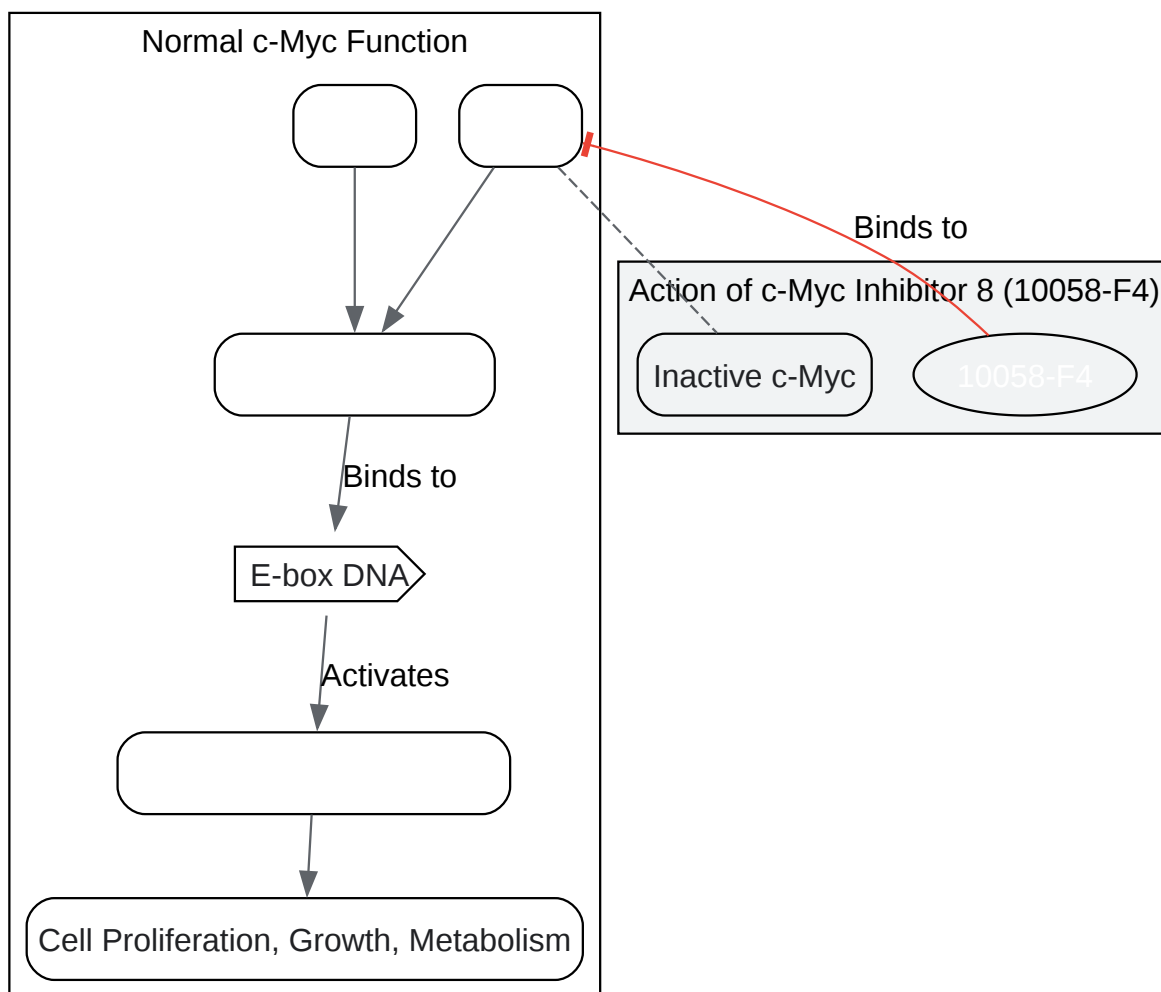 Normal c-Myc Function
Binds to
Action of c-Myc Inhibitor 8 (10058-F4)
Inactive c-Myc
10058-F4
Binds to
E-box DNA
Activates
Cell Proliferation, Growth, Metabolism